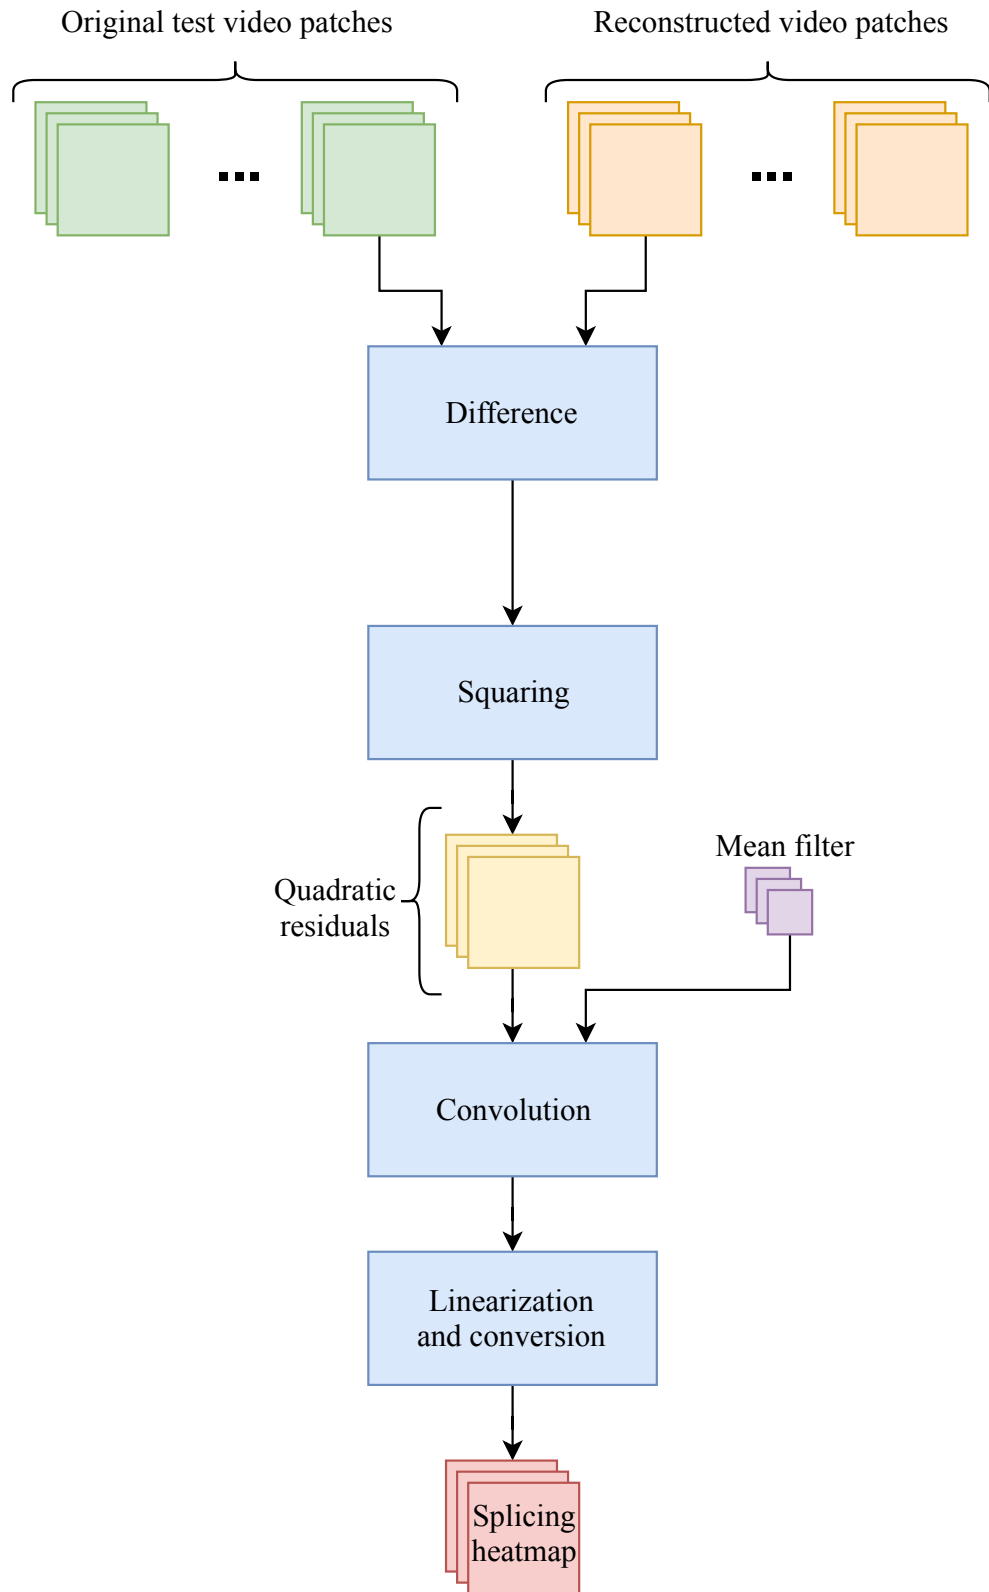 Original test video patches
Reconstructed video patches
Difference
Squaring
Quadratic
residuals
Mean filter
Convolution
Linearization
and conversion
Splicing
heatmap